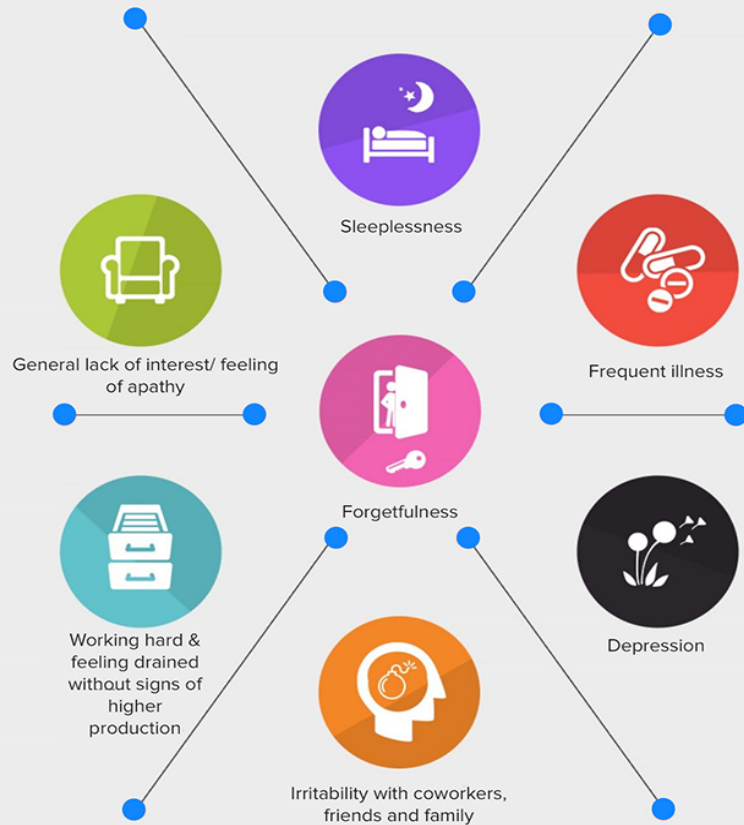 Sleeplessness
General lack of interest/ feeling
of apathy
Frequent illness
Forgetfulness
Working hard &
feeling drained
without signs of
higher
production
Depression
Irritability with coworkers,
friends and family